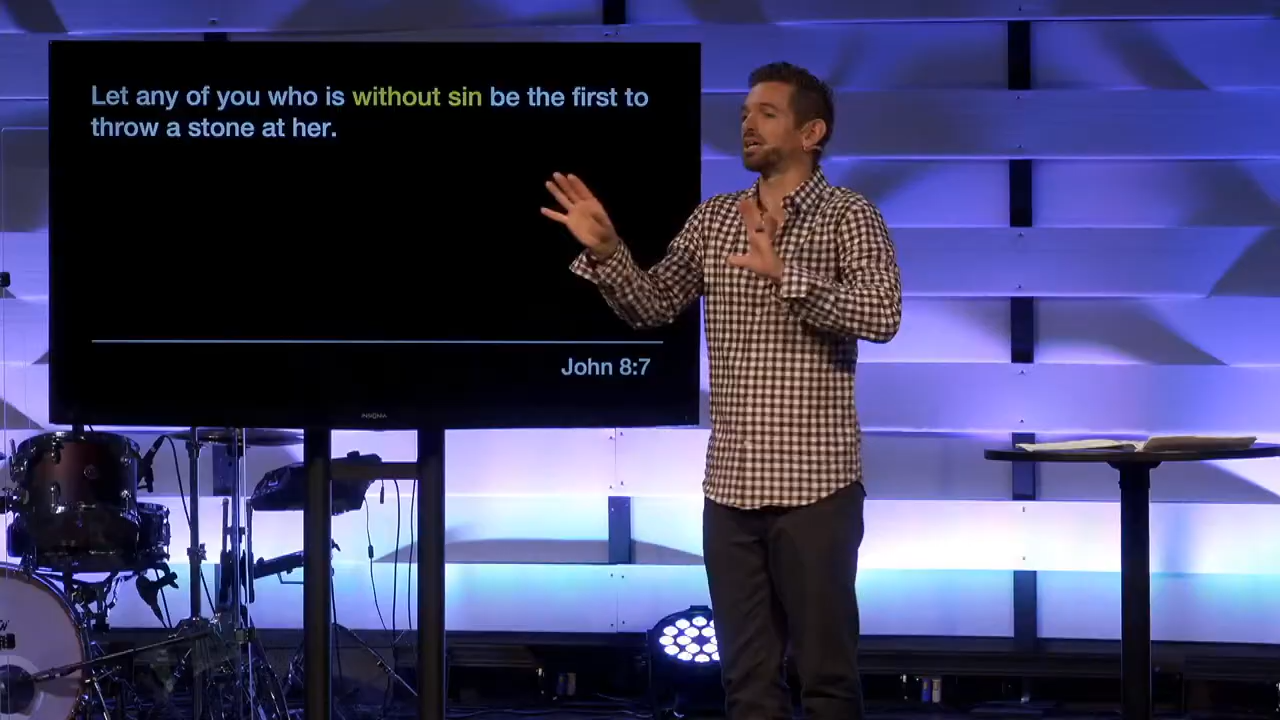 Let any of you who is without sin be the first to
throw a stone at her.
John 8:7
INSIGNIA